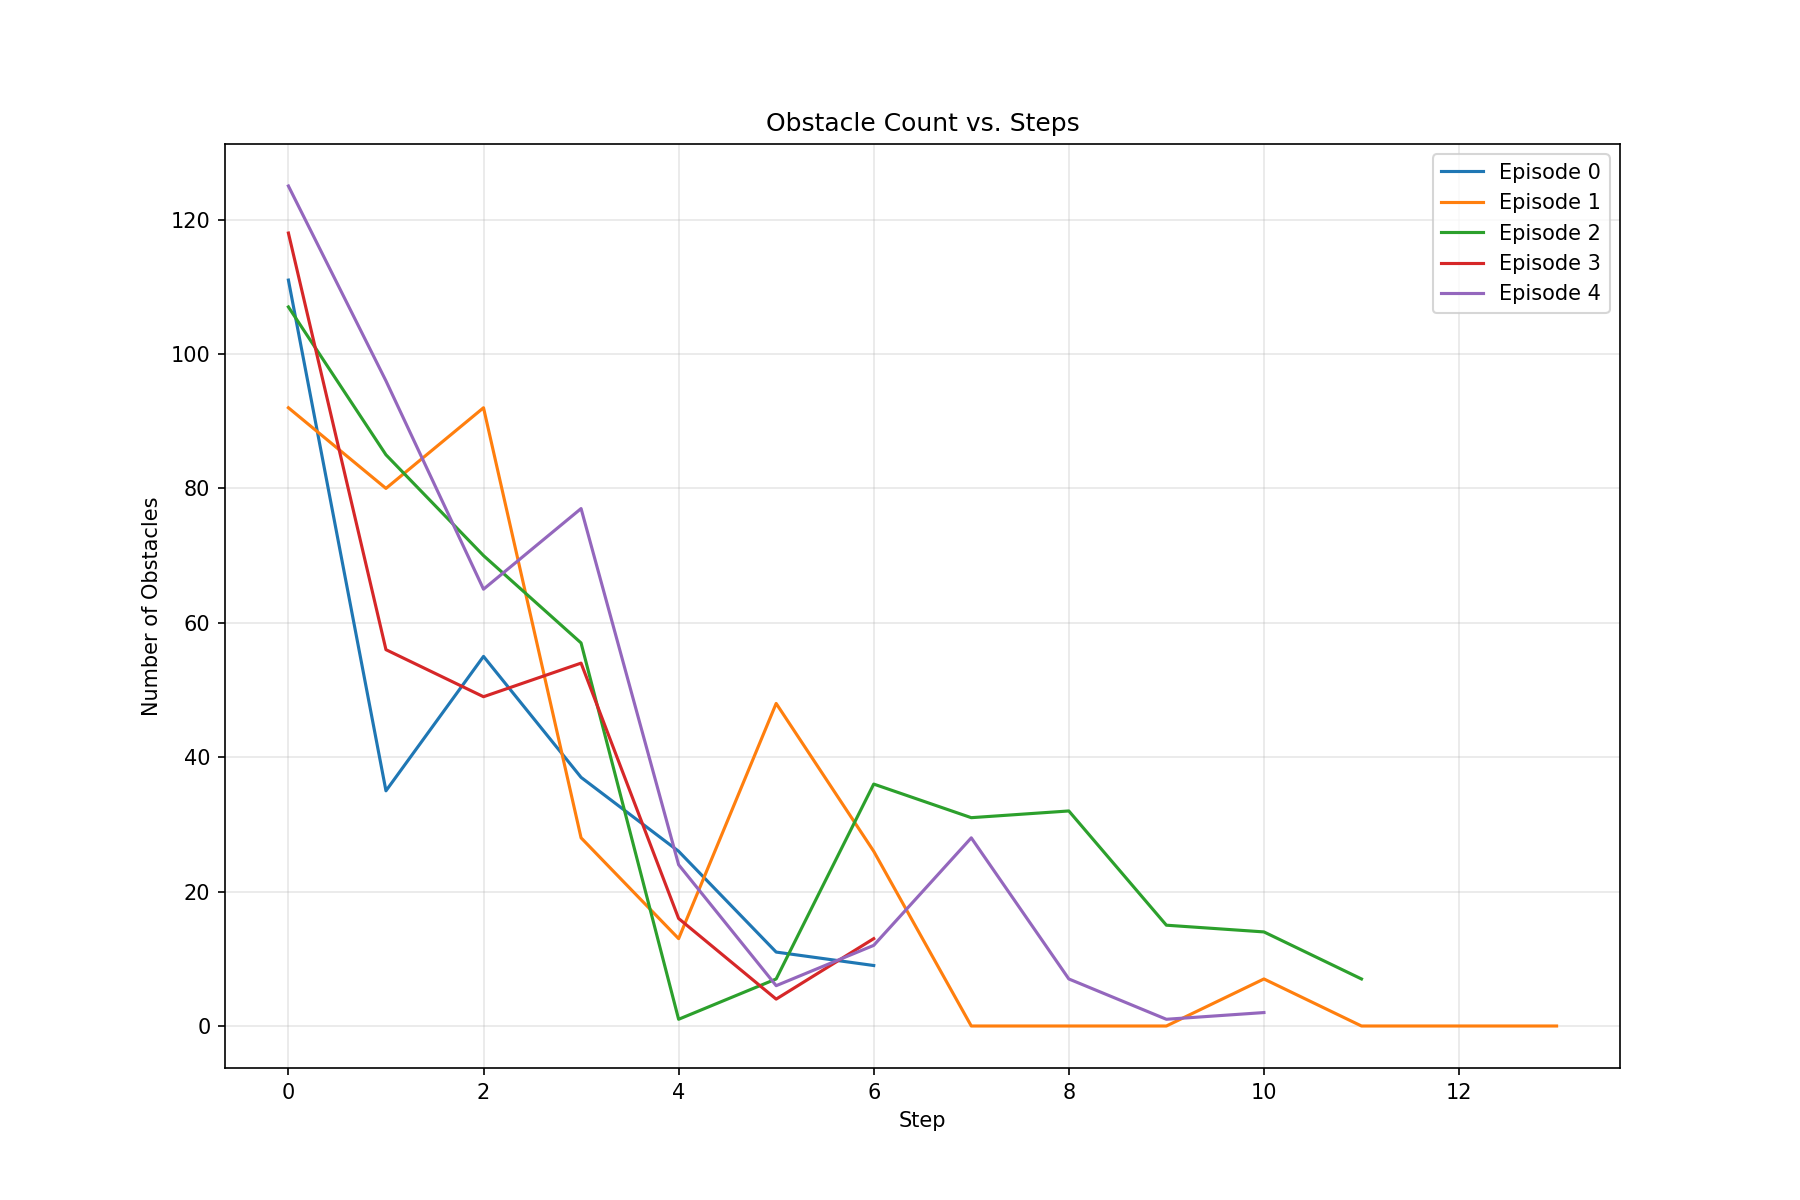 Obstacle Count vs. Steps
Episode 0
Episode 1
Episode 2
Episode 3
Episode 4
120
100
80
60
40
20
0
Number of Obstacles
0 2 4 6 8 10 12
Step